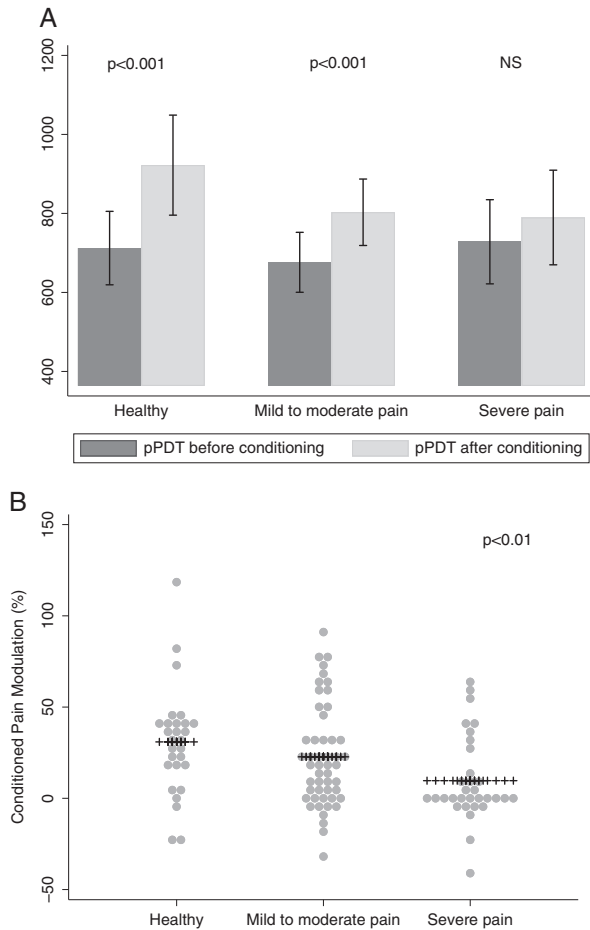 A
1200
1000
800
600
400
p<0.001
p<0.001
NS
Healthy
Mild to moderate pain
Severe pain
pPDT before conditioning
pPDT after conditioning
B
Conditioned Pain Modulation (%)
150
100
50
0
−50
p<0.01
Healthy
Mild to moderate pain
Severe pain